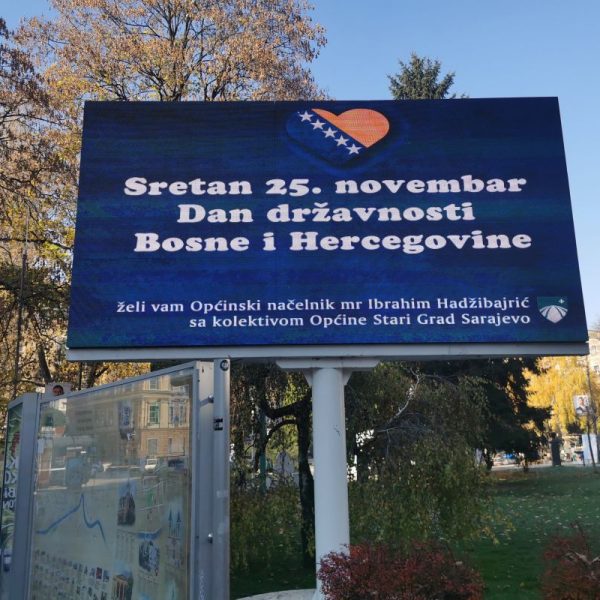 Sretan 25. novembar
Dan državnosti
Bosne i Hercegovine
želi vam Općinski načelnik mr Ibrahim Hadžibajrić
sa kolektivom Općine Stari Grad Sarajevo